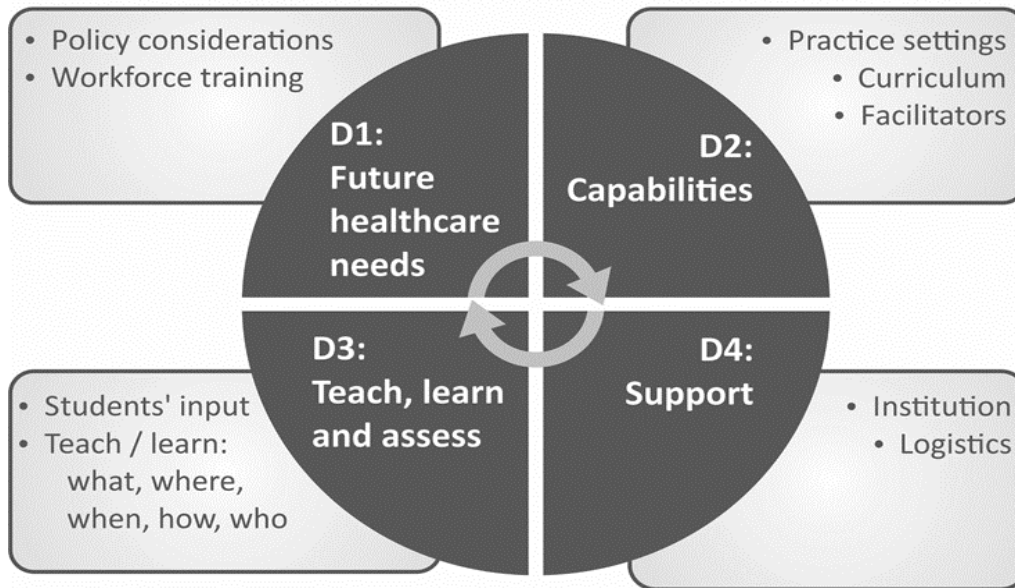 • Policy considerations
• Workforce training
D1:
Future
healthcare
needs
• Practice settings
• Curriculum
• Facilitators
D2:
Capabilities
• Students' input
• Teach / learn:
what, where,
when, how, who
D3:
Teach, learn
and assess
D4:
Support
• Institution
• Logistics